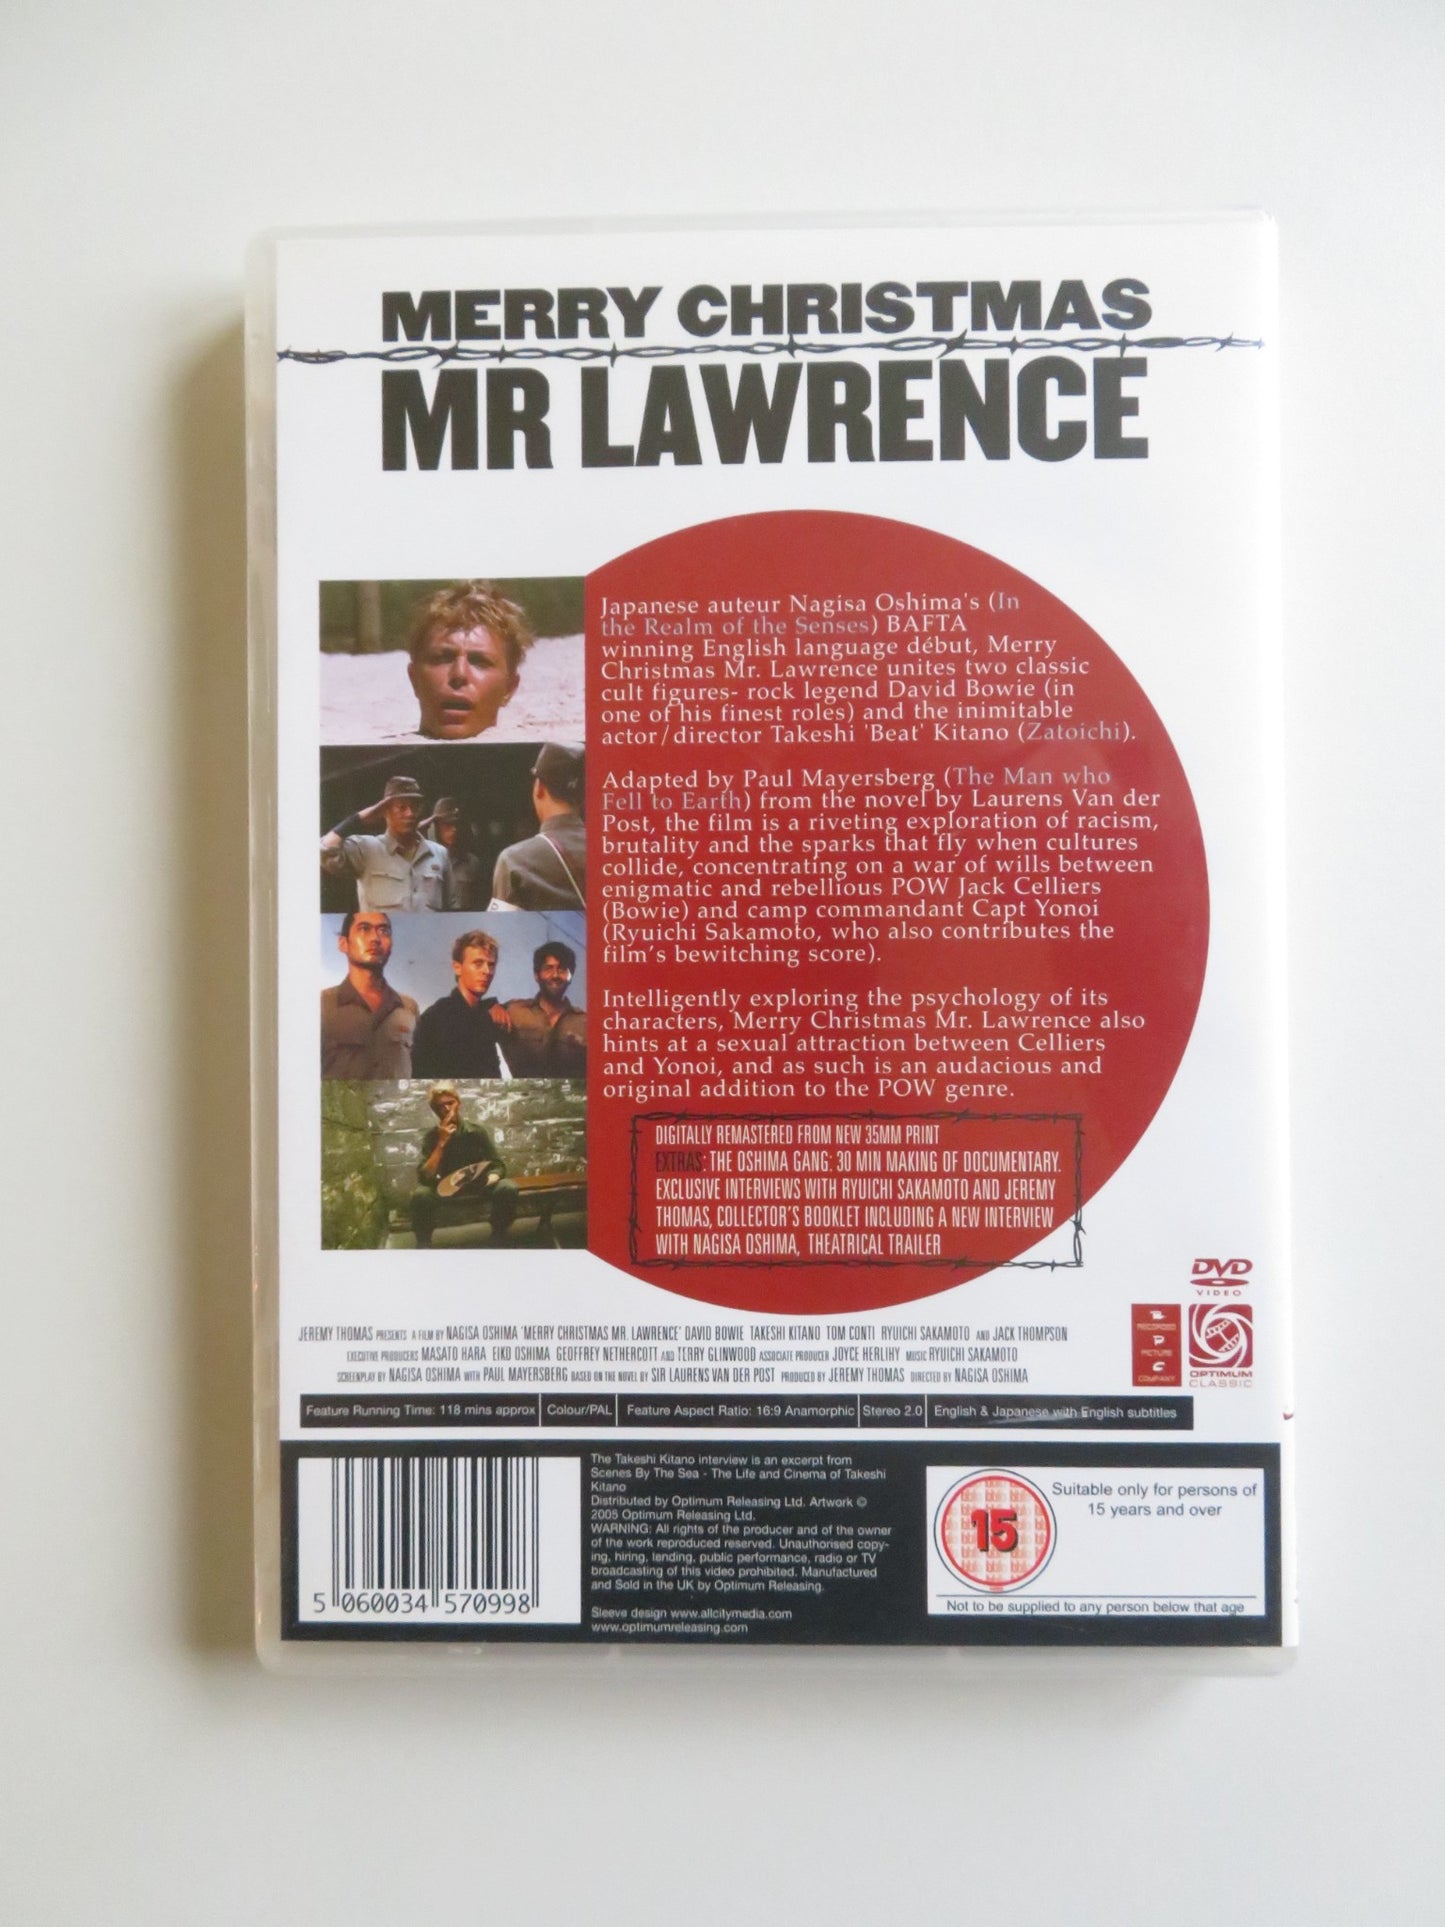 MERRY CHRISTMAS
MR LAWRENCE
Japanese auteur Nagisa Oshima's (In
the Realm of the Senses) BAFTA
winning English language début, Merry
Christmas Mr. Lawrence unites two classic
cult figures- rock legend David Bowie (in
one of his finest roles) and the inimitable
actor/director Takeshi 'Beat' Kitano (Zatoichi).
Adapted by Paul Mayersberg (The Man who
Fell to Earth) from the novel by Laurens Van der
Post, the film is a riveting exploration of racism,
brutality and the sparks that fly when cultures
collide, concentrating on a war of wills between
enigmatic and rebellious POW Jack Celliers
(Bowie) and camp commandant Capt Yonoi
(Ryuichi Sakamoto, who also contributes the
film's bewitching score).
Intelligently exploring the psychology of its
characters, Merry Christmas Mr. Lawrence also
hints at a sexual attraction between Celliers
and Yonoi, and as such is an audacious and
original addition to the POW genre.
DIGITALLY REMASTERED FROM NEW 35MM PRINT
EXTRAS: THE OSHIMA GANG: 30 MIN MAKING OF DOCUMENTARY.
EXCLUSIVE INTERVIEWS WITH RYUICHI SAKAMOTO AND JEREMY
THOMAS, COLLECTOR'S BOOKLET INCLUDING A NEW INTERVIEW
WITH NAGISA OSHIMA, THEATRICAL TRAILER
DVD
VIDEO
B
RECORDED
P
PICTURE
C
COMPANY
OPTIMUM
CLASSIC
JEREMY THOMAS PRESENTS A FILM BY NAGISA OSHIMA 'MERRY CHRISTMAS MR. LAWRENCE' DAVID BOWIE TAKESHI KITANO TOM CONTI RYUICHI SAKAMOTO AND JACK THOMPSON
EXECUTIVE PRODUCERS MASATO HARA EIKO OSHIMA GEOFFREY NETHERCOTT AND TERRY GLINWOOD ASSOCIATE PRODUCER JOYCE HERLIHY MUSIC RYUICHI SAKAMOTO
SCREENPLAY BY NAGISA OSHIMA WITH PAUL MAYERSBERG BASED ON THE NOVEL BY SIR LAURENS VAN DER POST PRODUCED BY JEREMY THOMAS DIRECTED BY NAGISA OSHIMA
Feature Running Time: 118 mins approx Colour/PAL Feature Aspect Ratio: 16:9 Anamorphic Stereo 2.0 English & Japanese with English subtitles
The Takeshi Kitano interview is an excerpt from
Scenes By The Sea - The Life and Cinema of Takeshi
Kitano
Distributed by Optimum Releasing Ltd. Artwork ©
2005 Optimum Releasing Ltd.
WARNING: All rights of the producer and of the owner
of the work reproduced reserved. Unauthorised copy-
ing, hiring, lending, public performance, radio or TV
broadcasting of this video prohibited. Manufactured
and Sold in the UK by Optimum Releasing.
Sleeve design www.allcitymedia.com
www.optimumreleasing.com
5 060034 570998
15
Suitable only for persons of
15 years and over
Not to be supplied to any person below that age